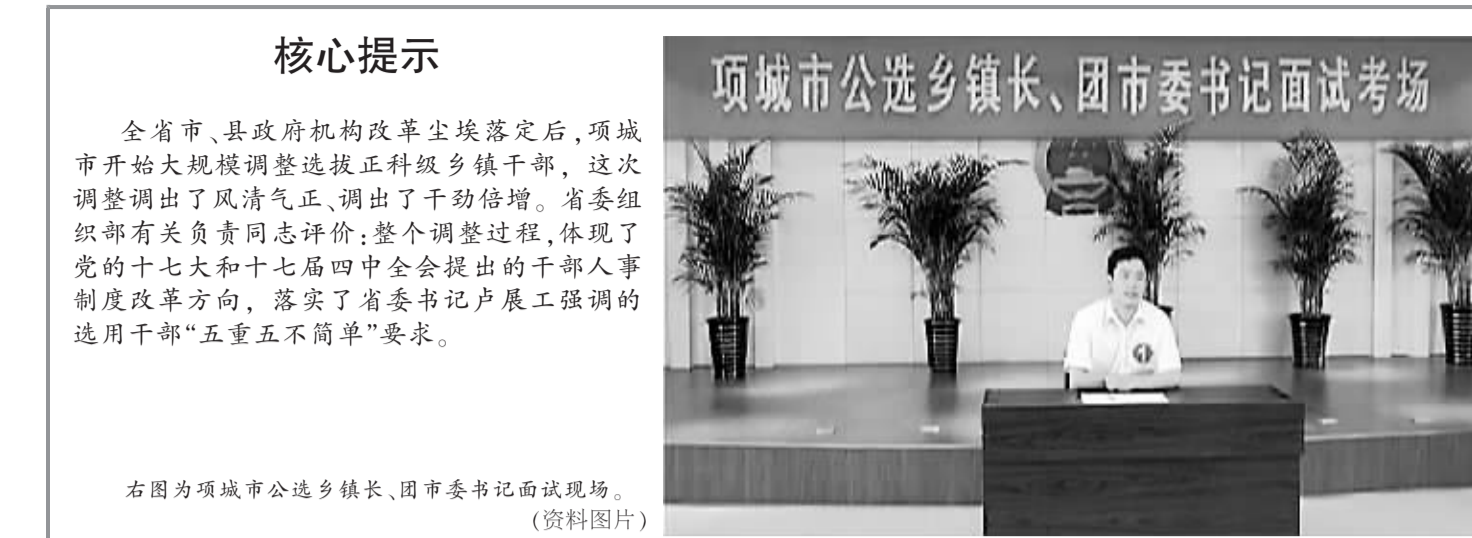 核心提示
全省市、县政府机构改革尘埃落定后,项城
市开始大规模调整选拔正科级乡镇干部，这次
调整调出了风清气正、调出了干劲倍增。省委组
织部有关负责同志评价:整个调整过程,体现了
党的十七大和十七届四中全会提出的干部人事
制度改革方向，落实了省委书记卢展工强调的
选用干部“五重五不简单”要求。
右图为项城市公选乡镇长、团市委书记面试现场。
(资料图片)
项城市公选乡镇长、团市委书记面试考场